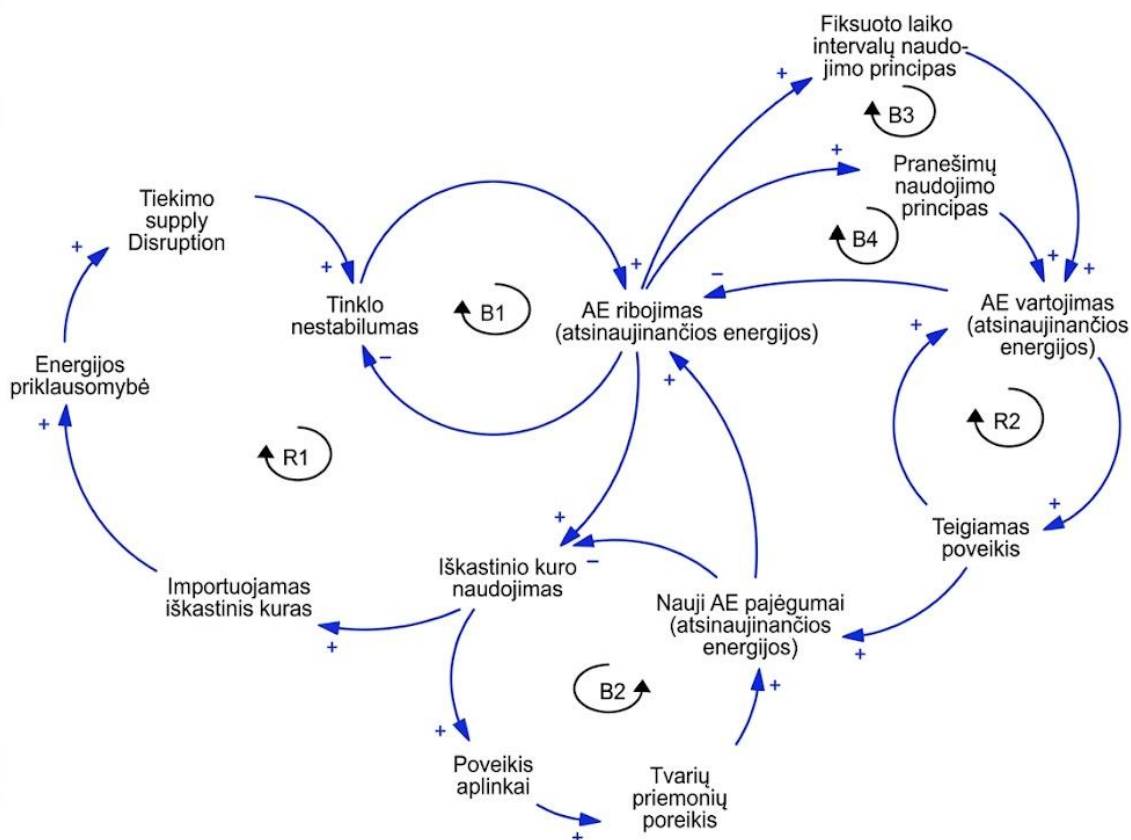 Fiksuoto laiko
intervalų naudo-
jimo principas
+
B3
+
Pranešimų
naudojimo
principas
Tiekimo
supply
Disruption
+
B4
+
+
+
+
–
Tinklo
nestabilumas
B1
AE ribojimas
(atsinaujinančios energijos)
AE vartojimas
(atsinaujinančios
energijos)
+
–
+
Energijos
priklausomybė
+
R2
R1
+
+
Teigiamas
poveikis
–
Iškastinio kuro
naudojimas
Importuojamas
iškastinis kuras
Nauji AE pajėgumai
(atsinaujinančios
energijos)
+
+
B2
+
+
Poveikis
aplinkai
Tvarių
priemonių
poreikis
+